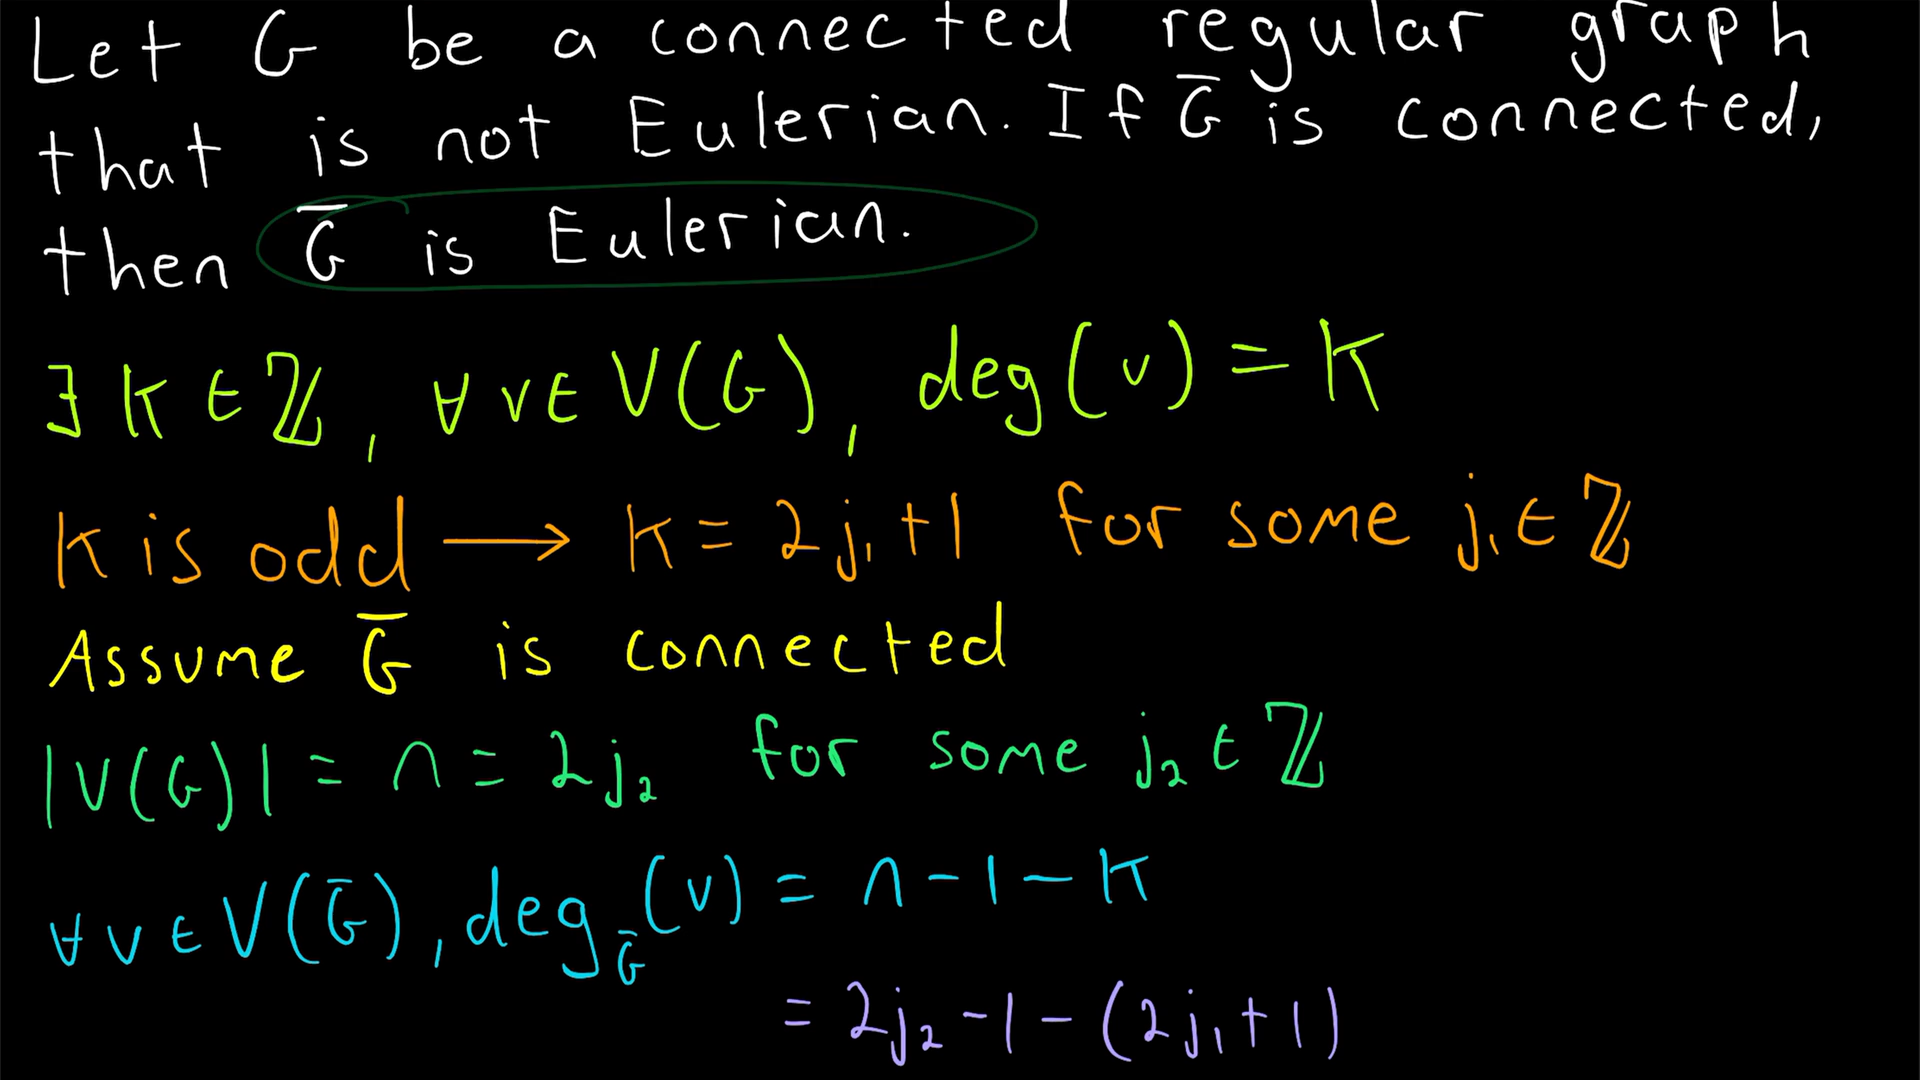 Let G be a connected regular graph
that is not Eulerian. If G̅ is connected,
then G̅ is Eulerian.
∃ K ∈ ℤ, ∀ v ∈ V(G), deg(v) = K
K is odd → K = 2j₁+1 for some j₁ ∈ ℤ
Assume G̅ is connected
|V(G)| = n = 2j₂ for some j₂ ∈ ℤ
∀ v ∈ V(G̅), deg_G̅(v) = n - 1 - K
= 2j₂ - 1 - (2j₁ + 1)